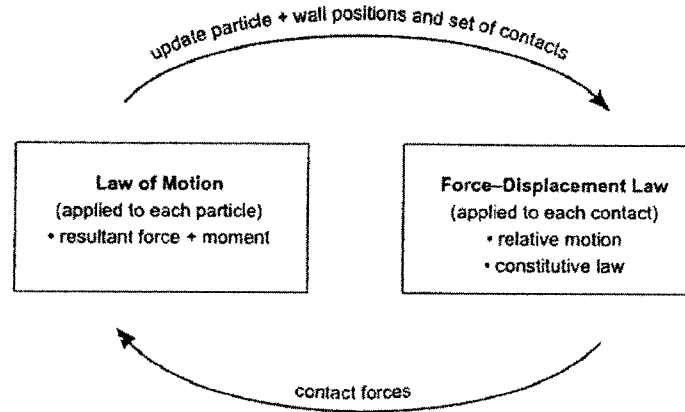 update particle + wall positions and set of contacts
Law of Motion
(applied to each particle)
• resultant force + moment
Force–Displacement Law
(applied to each contact)
• relative motion
• constitutive law
contact forces